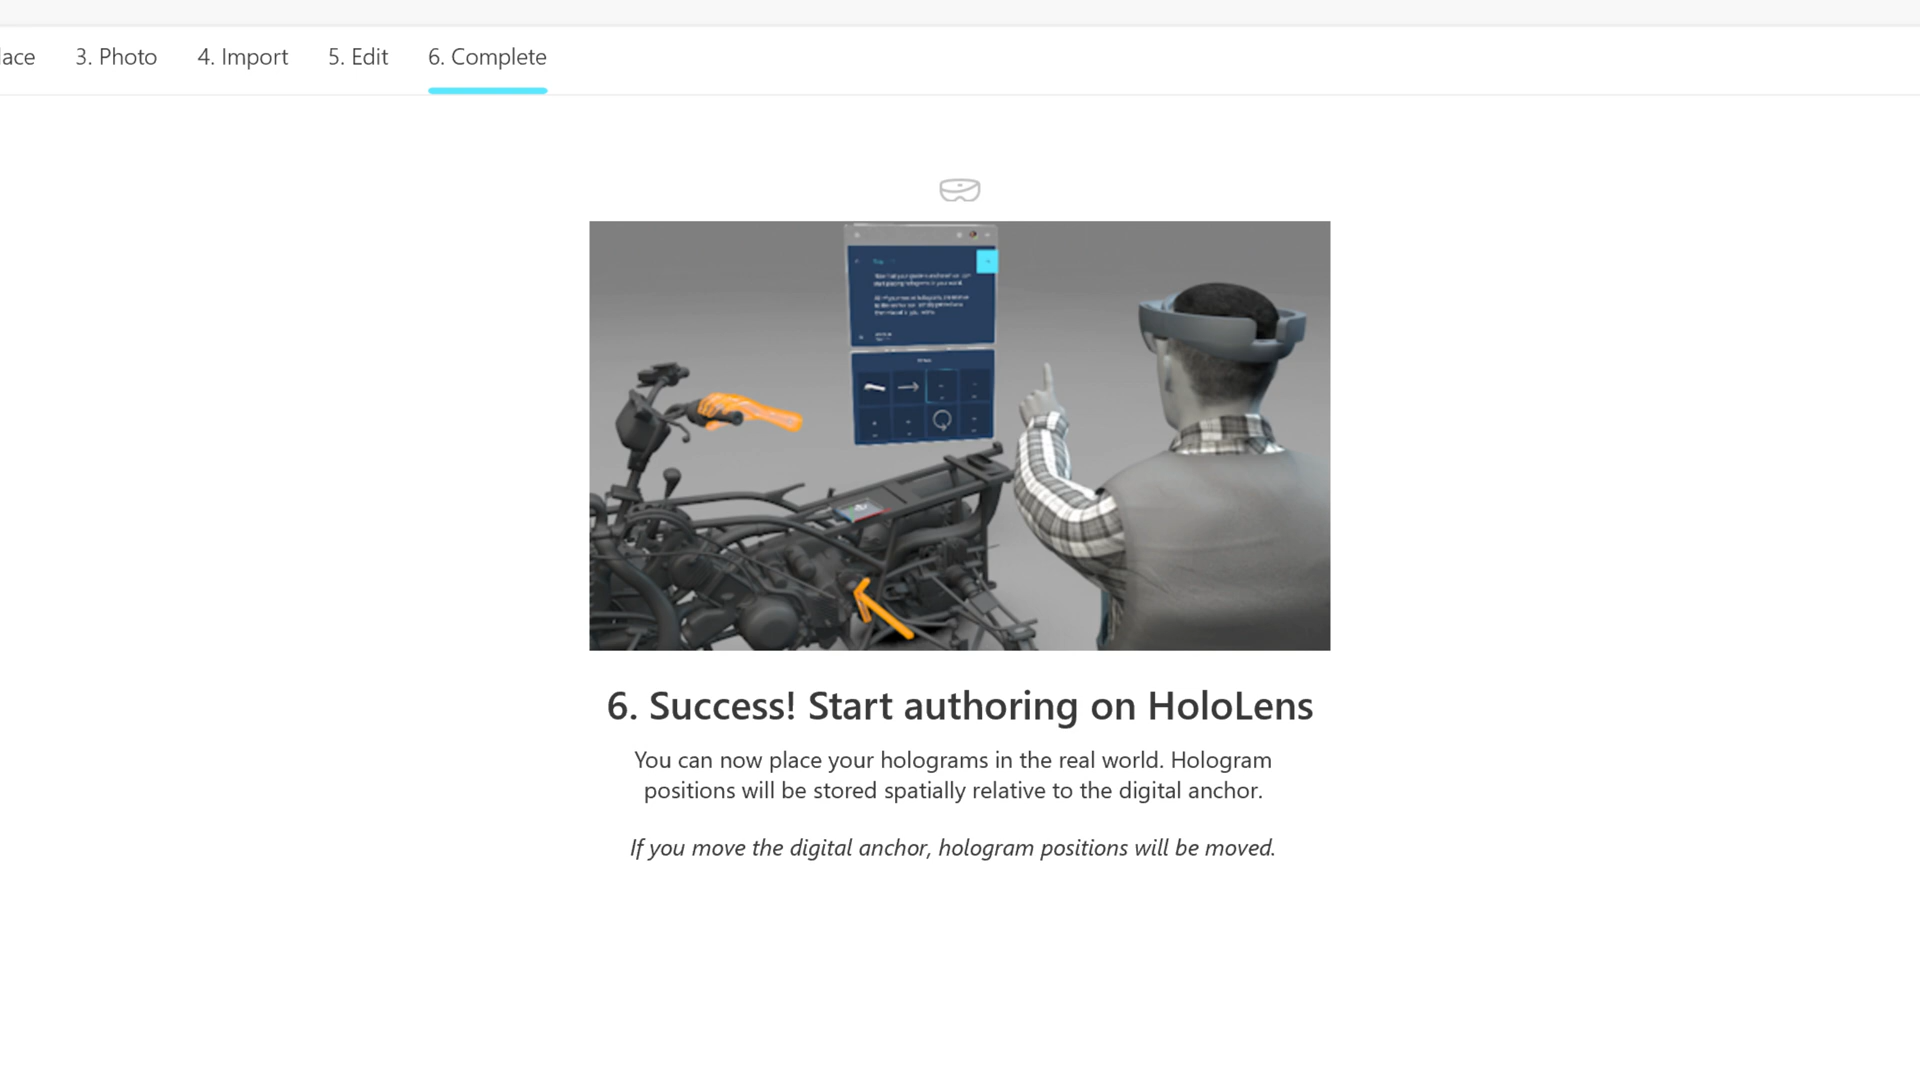 lace
3. Photo
4. Import
5. Edit
6. Complete
6. Success! Start authoring on HoloLens
You can now place your holograms in the real world. Hologram
positions will be stored spatially relative to the digital anchor.
If you move the digital anchor, hologram positions will be moved.